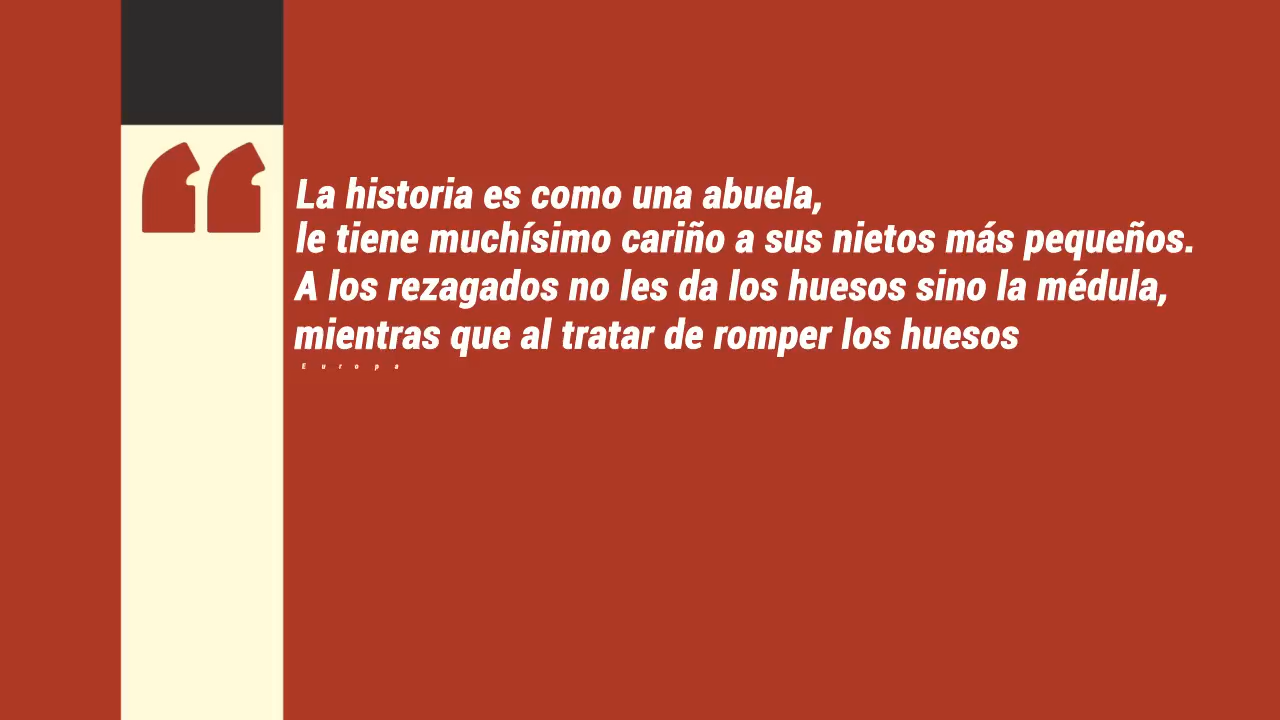 La historia es como una abuela,
le tiene muchísimo cariño a sus nietos más pequeños.
A los rezagados no les da los huesos sino la médula,
mientras que al tratar de romper los huesos
Europa